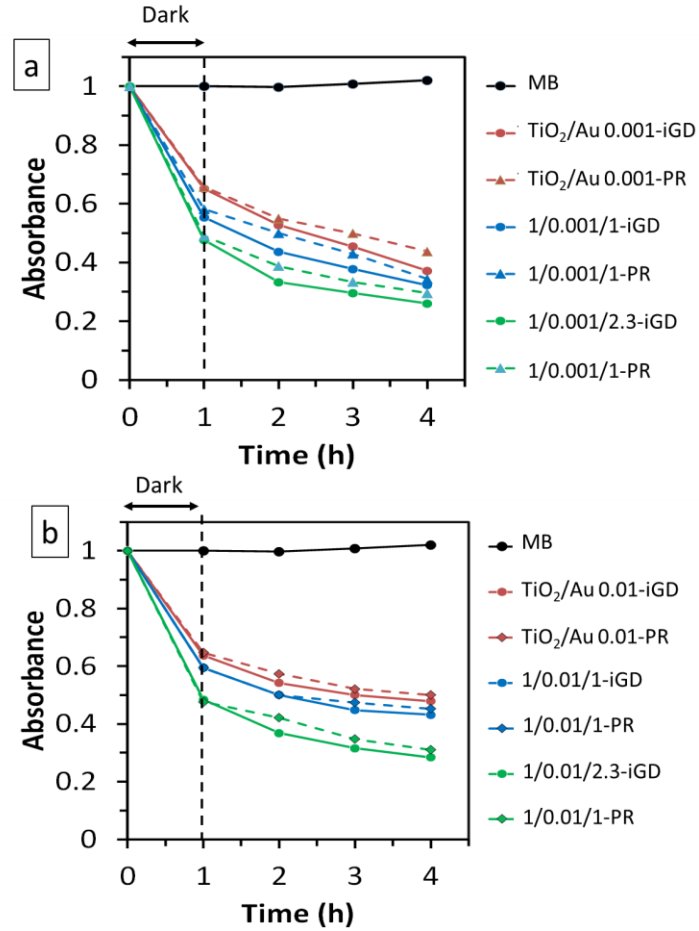 Dark
a
1
0.8
0.6
0.4
0.2
0
0 1 2 3 4
Absorbance
Time (h)
MB
TiO₂/Au 0.001-iGD
TiO₂/Au 0.001-PR
1/0.001/1-iGD
1/0.001/1-PR
1/0.001/2.3-iGD
1/0.001/1-PR
Dark
b
1
0.8
0.6
0.4
0.2
0
0 1 2 3 4
Absorbance
Time (h)
MB
TiO₂/Au 0.01-iGD
TiO₂/Au 0.01-PR
1/0.01/1-iGD
1/0.01/1-PR
1/0.01/2.3-iGD
1/0.01/1-PR